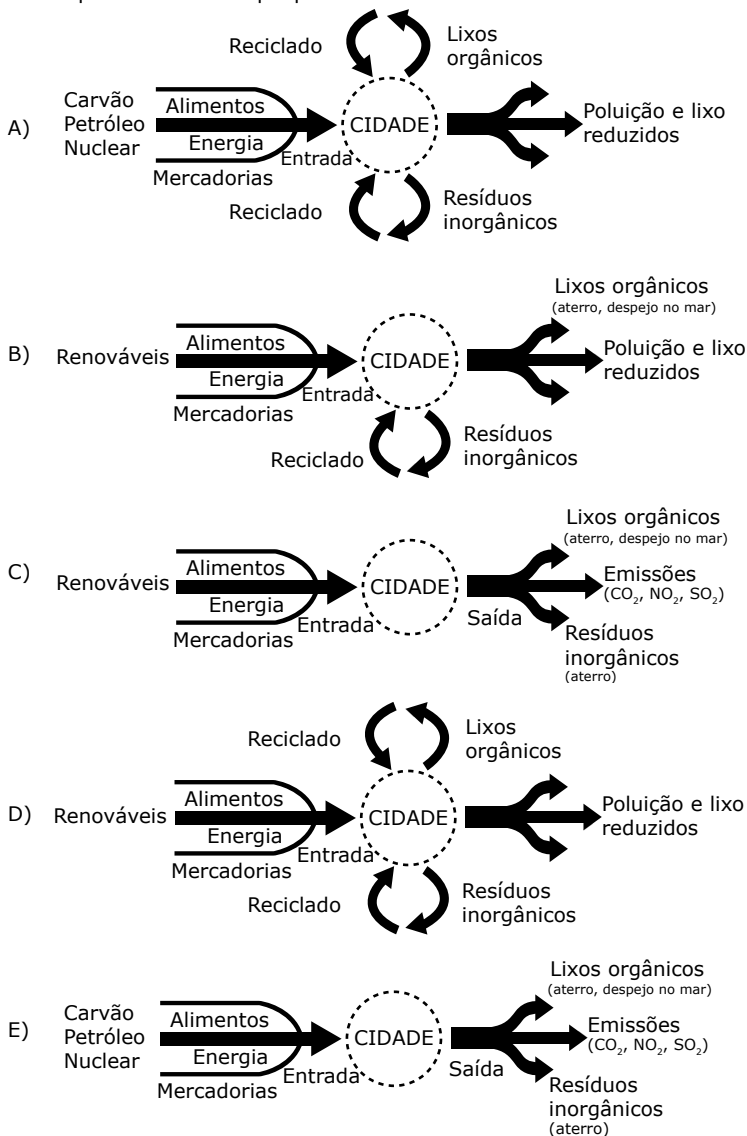 Reciclado
Lixos
orgânicos
A)
Carvão
Petróleo
Nuclear
Alimentos
Energia
Mercadorias
Entrada
CIDADE
Poluição e lixo
reduzidos
Reciclado
Resíduos
inorgânicos
B)
Renováveis
Alimentos
Energia
Mercadorias
Entrada
CIDADE
Lixos orgânicos
(aterro, despejo no mar)
Poluição e lixo
reduzidos
Reciclado
Resíduos
inorgânicos
C)
Renováveis
Alimentos
Energia
Mercadorias
Entrada
CIDADE
Saída
Lixos orgânicos
(aterro, despejo no mar)
Emissões
(CO₂, NO₂, SO₂)
Resíduos
inorgânicos
(aterro)
D)
Renováveis
Alimentos
Energia
Mercadorias
Entrada
Reciclado
Lixos
orgânicos
CIDADE
Poluição e lixo
reduzidos
Reciclado
Resíduos
inorgânicos
E)
Carvão
Petróleo
Nuclear
Alimentos
Energia
Mercadorias
Entrada
CIDADE
Saída
Lixos orgânicos
(aterro, despejo no mar)
Emissões
(CO₂, NO₂, SO₂)
Resíduos
inorgânicos
(aterro)